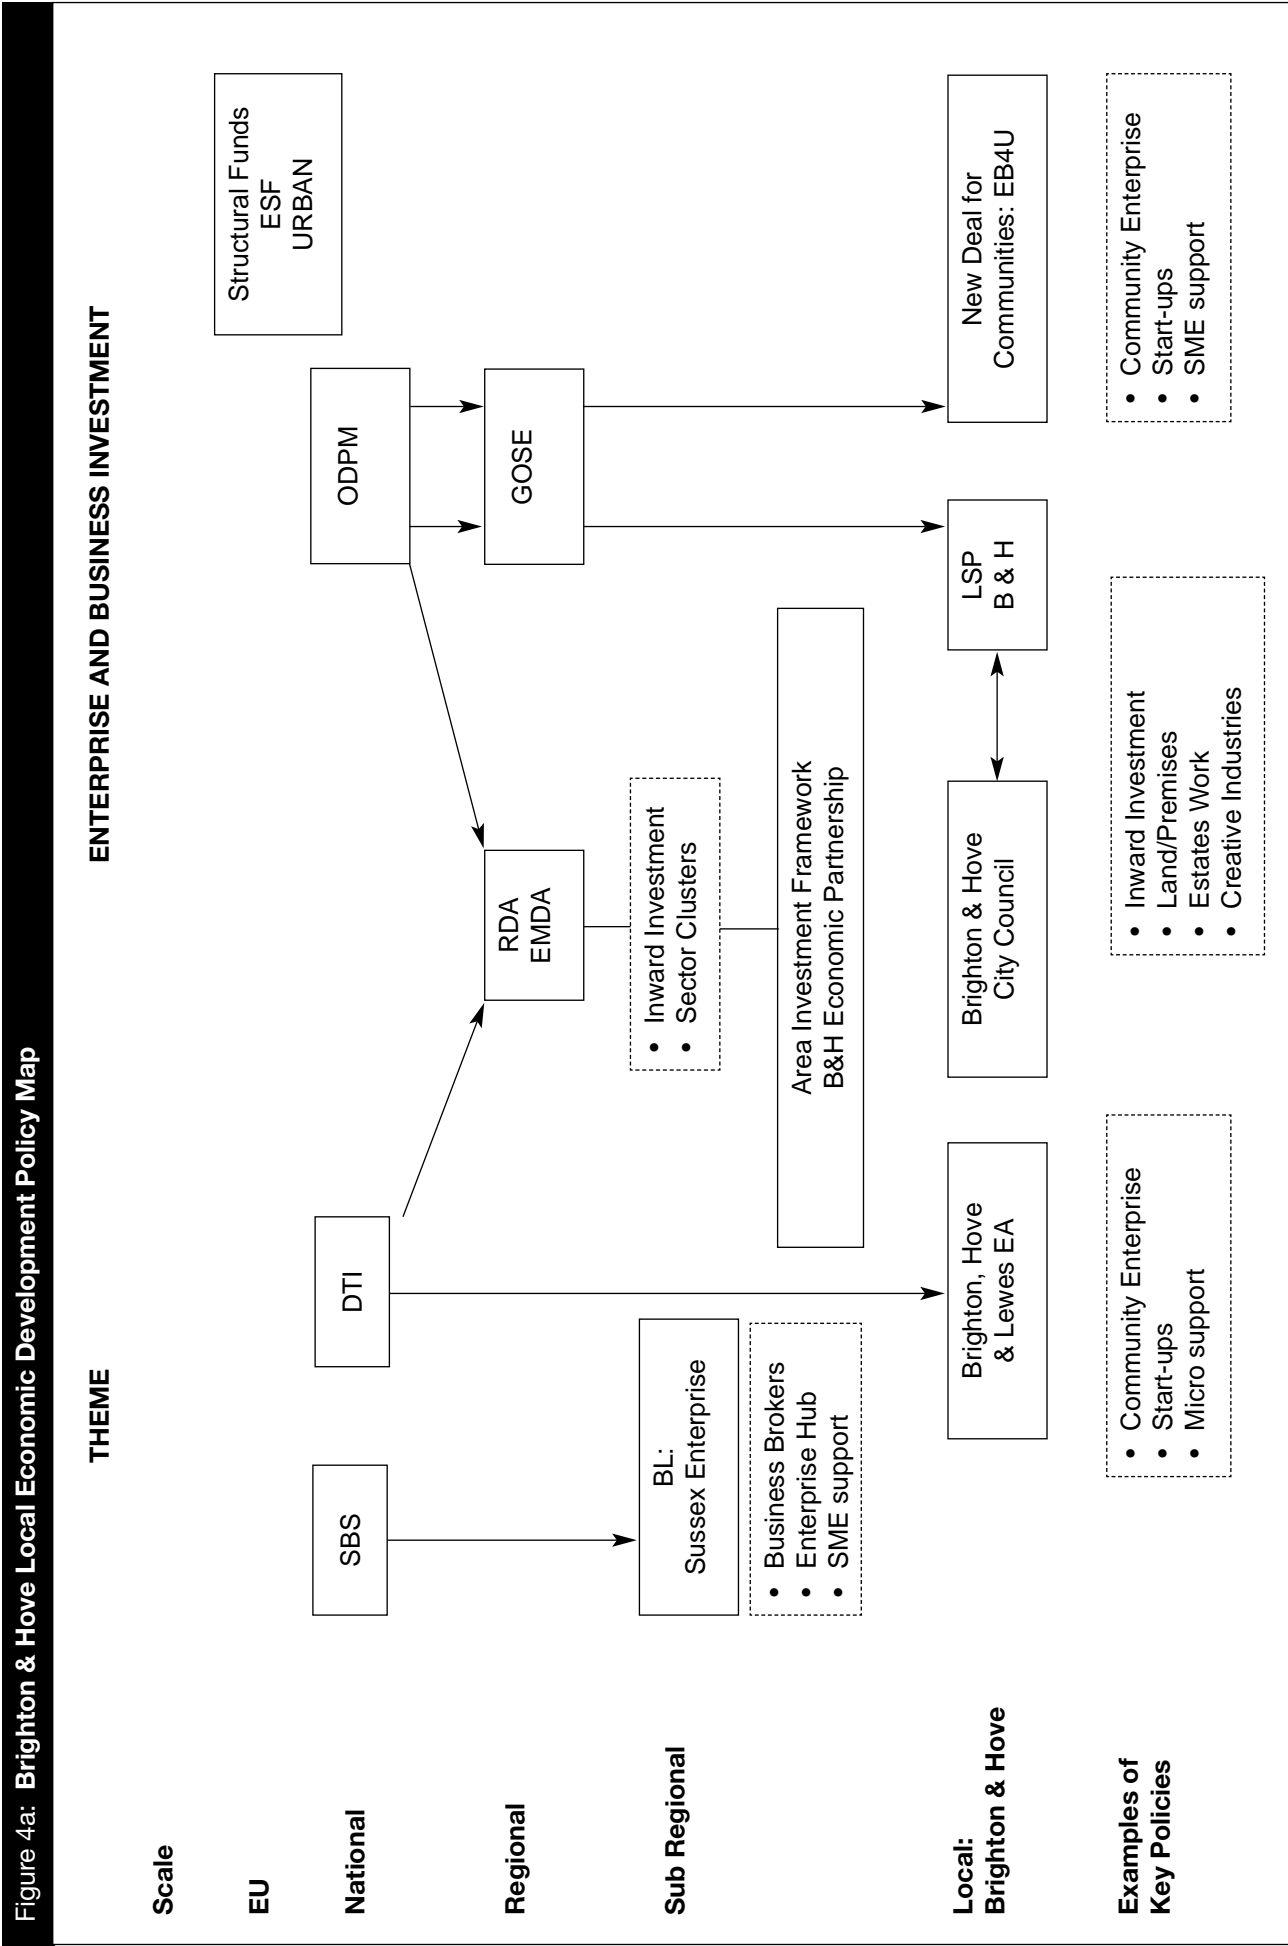 Figure 4a: Brighton & Hove Local Economic Development Policy Map
THEME
ENTERPRISE AND BUSINESS INVESTMENT
Scale
EU
Structural Funds
ESF
URBAN
National
SBS
DTI
ODPM
Regional
RDA
EMDA
GOSE
Sub Regional
BL:
Sussex Enterprise
• Business Brokers
• Enterprise Hub
• SME support
• Inward Investment
• Sector Clusters
Area Investment Framework
B&H Economic Partnership
Local:
Brighton & Hove
Brighton, Hove
& Lewes EA
Brighton & Hove
City Council
LSP
B & H
New Deal for
Communities: EB4U
Examples of
Key Policies
• Community Enterprise
• Start-ups
• Micro support
• Inward Investment
• Land/Premises
• Estates Work
• Creative Industries
• Community Enterprise
• Start-ups
• SME support